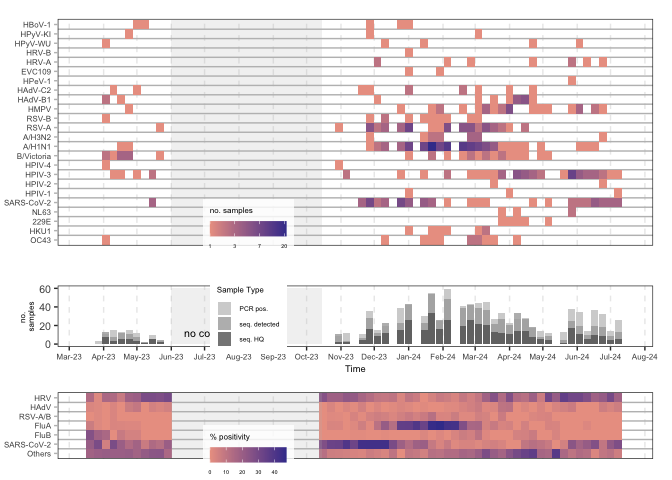 HBoV-1
HPyV-KI
HPyV-WU
HRV-B
HRV-A
EVC109
HPeV-1
HAdV-C2
HAdV-B1
HMPV
RSV-B
RSV-A
A/H3N2
A/H1N1
B/Victoria
HPIV-4
HPIV-3
HPIV-2
HPIV-1
SARS-CoV-2
NL63
229E
HKU1
OC43
no. samples
1 3 7 20
no. samples
60
40
20
0
no co
Sample Type
PCR pos.
seq. detected
seq. HQ
Mar-23 Apr-23 May-23 Jun-23 Jul-23 Aug-23 Sep-23 Oct-23 Nov-23 Dec-23 Jan-24 Feb-24 Mar-24 Apr-24 May-24 Jun-24 Jul-24 Aug-24
Time
HRV
HAdV
RSV-A/B
FluA
FluB
SARS-CoV-2
Others
% positivity
0 10 20 30 40